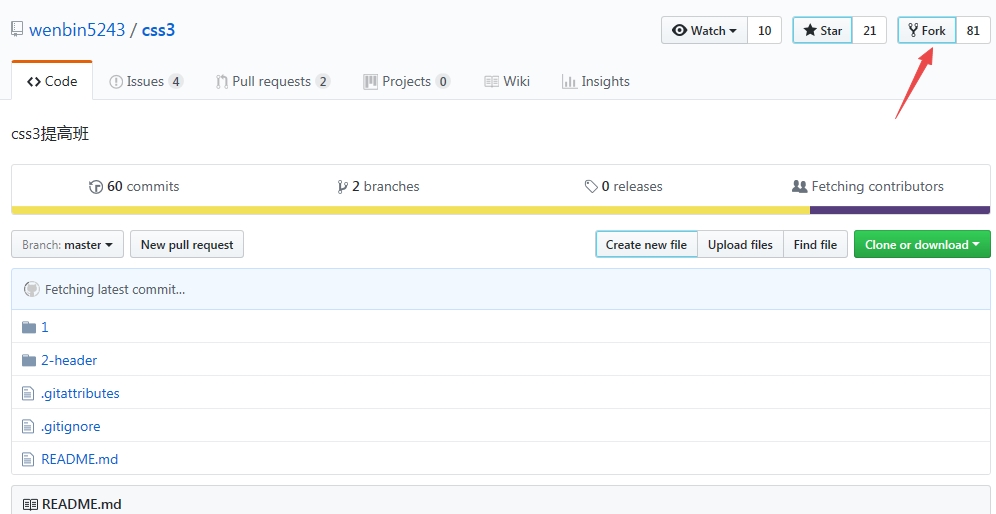 wenbin5243 / css3 Watch 10 Star 21 Fork 81
Code Issues 4 Pull requests 2 Projects 0 Wiki Insights
css3提高班
60 commits 2 branches 0 releases Fetching contributors
Branch: master New pull request Create new file Upload files Find file Clone or download
Fetching latest commit...
1
2-header
.gitattributes
.gitignore
README.md
README.md